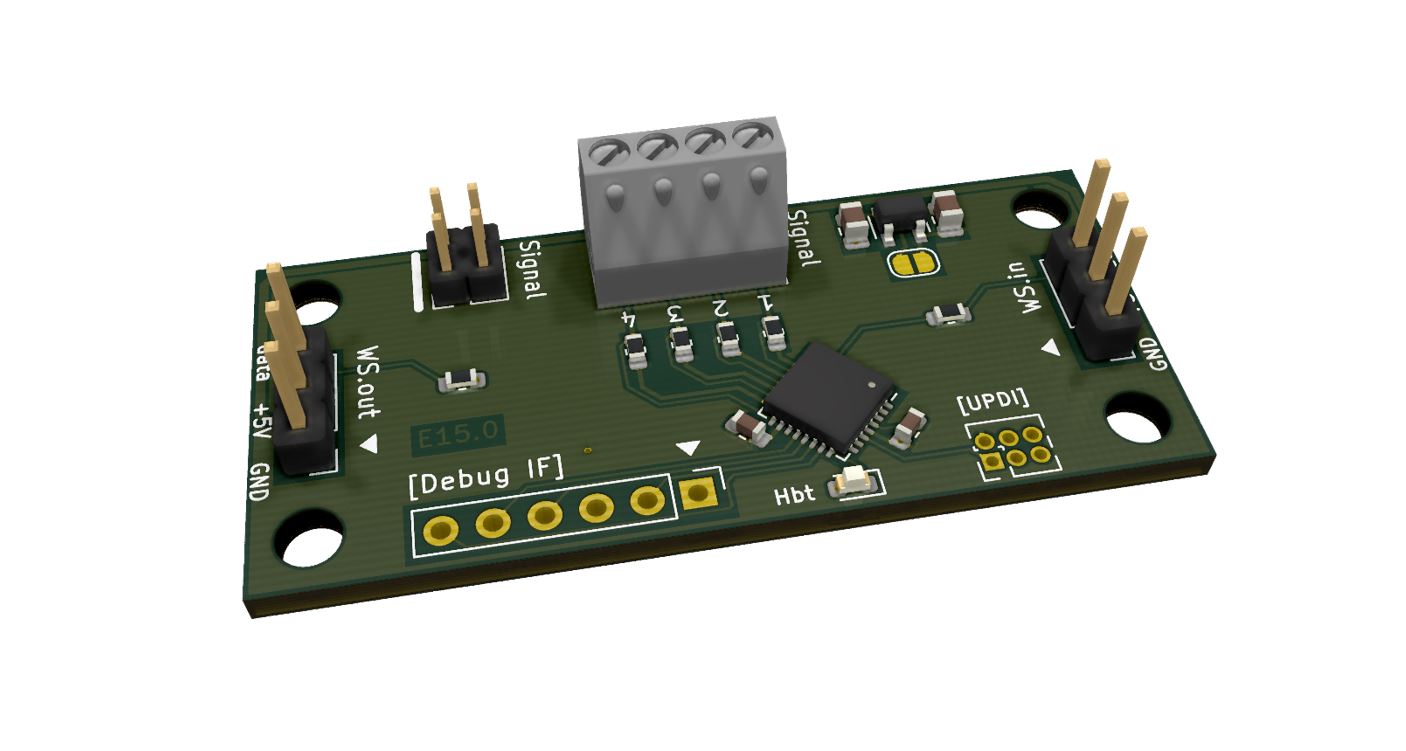 Signal
Signal
4
3
2
1
WS.in
GND
data
+5V
GND
WS.out
E15.0
[Debug IF]
Hbt
[UPDI]